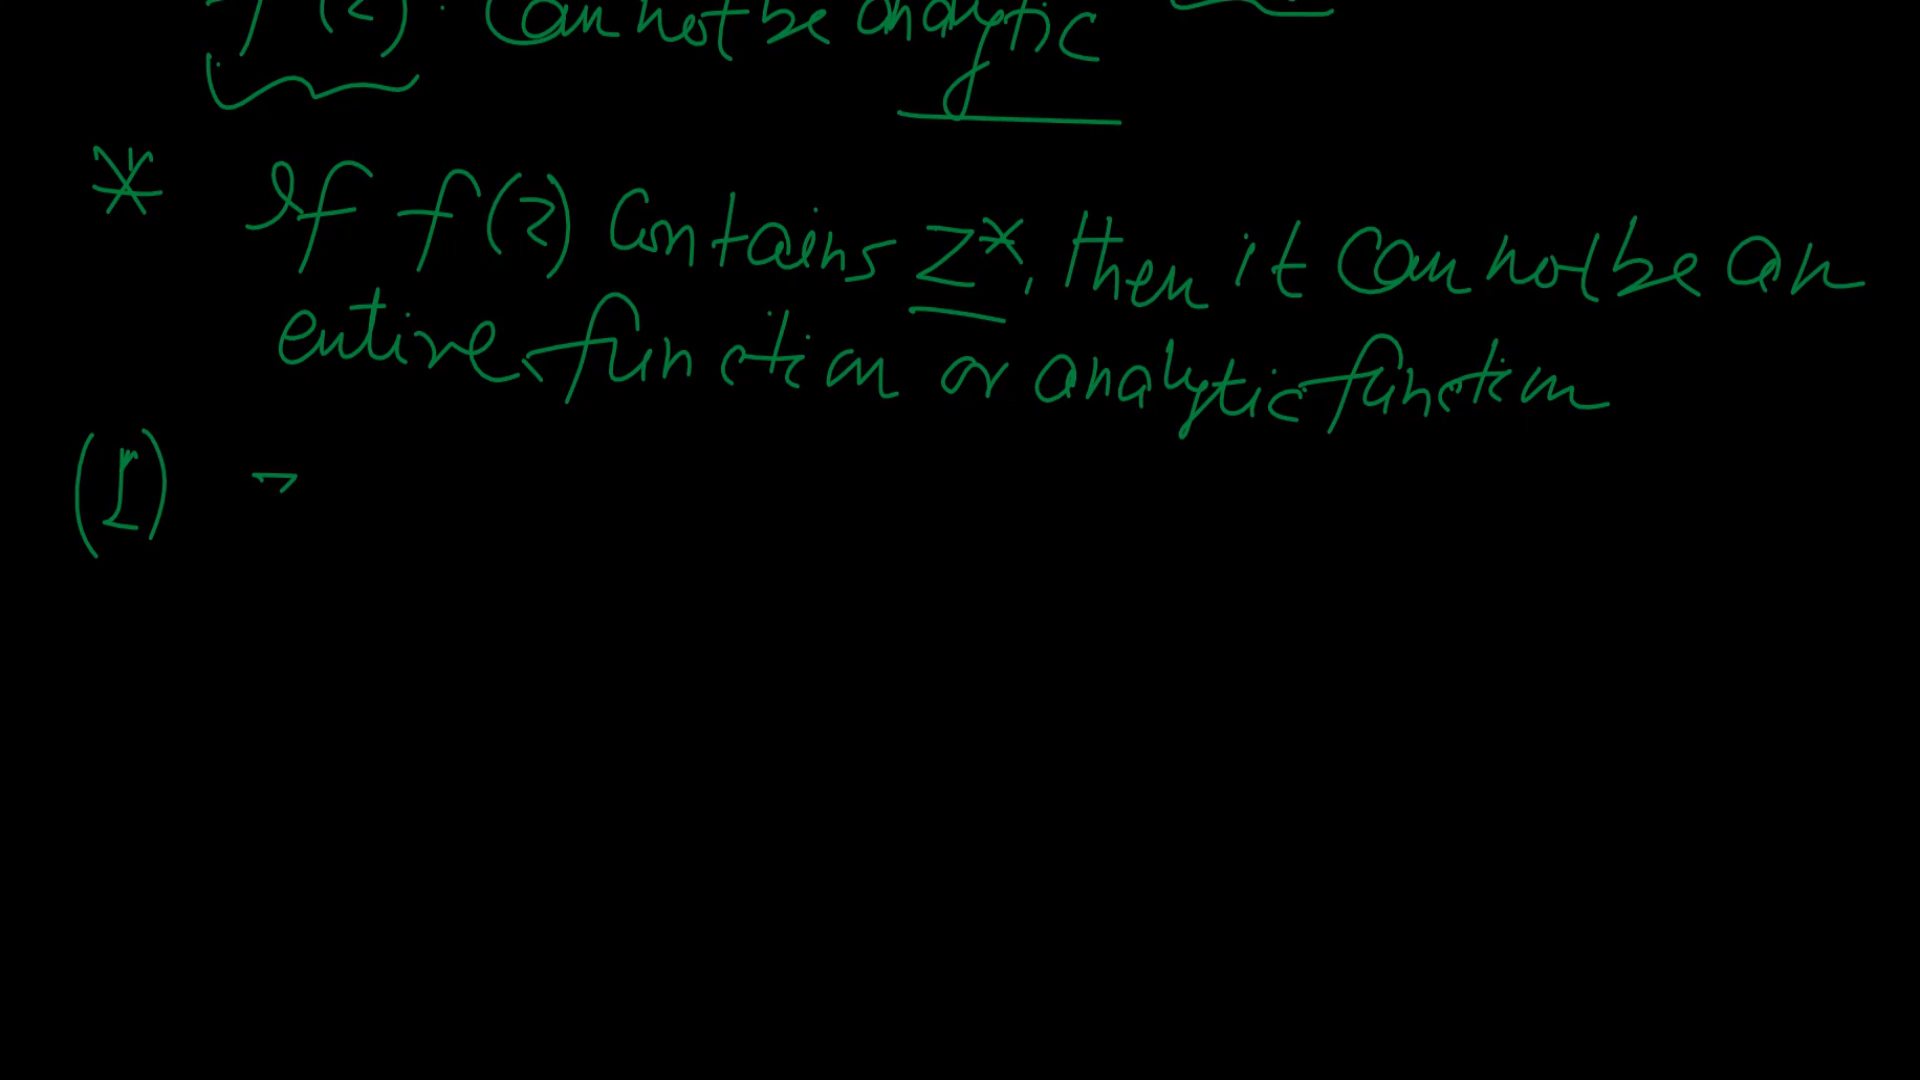 f(z). Can not be analytic
* If f(z) Contains z*, then it Can not be an
entire function or analytic function
(I)